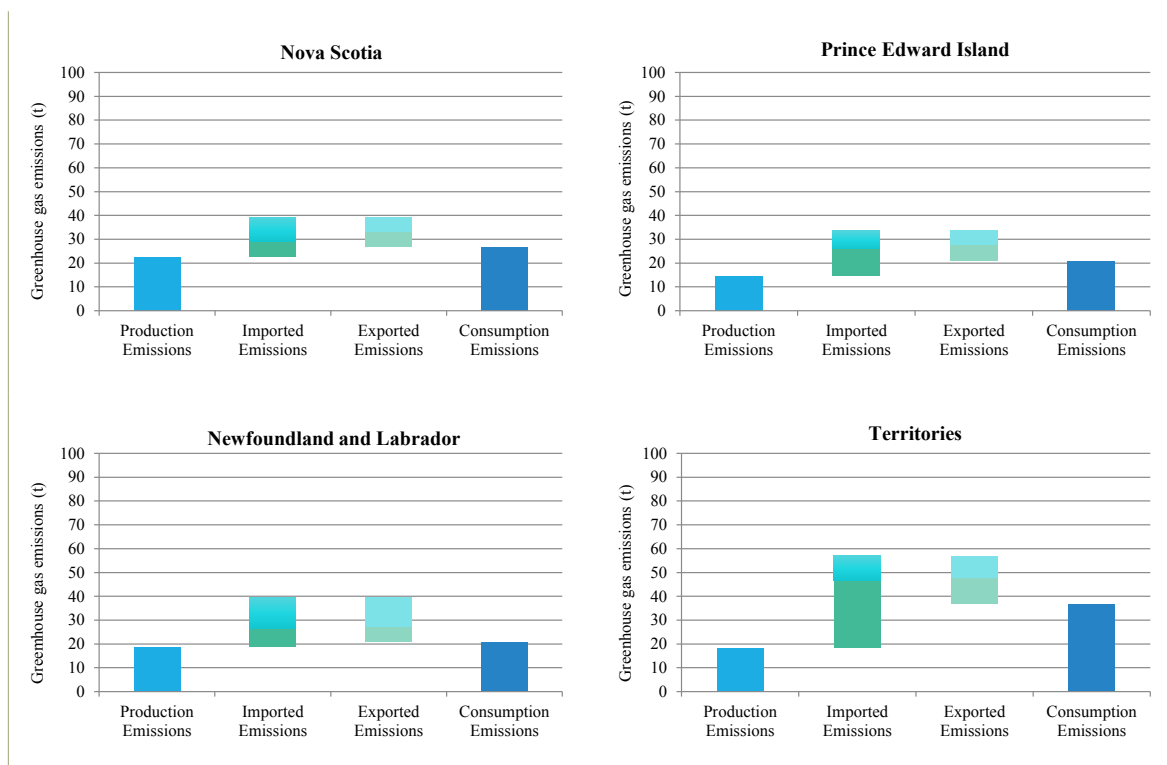 Nova Scotia
Greenhouse gas emissions (t)
100
90
80
70
60
50
40
30
20
10
0
Production Emissions
Imported Emissions
Exported Emissions
Consumption Emissions
Prince Edward Island
Greenhouse gas emissions (t)
100
90
80
70
60
50
40
30
20
10
0
Production Emissions
Imported Emissions
Exported Emissions
Consumption Emissions
Newfoundland and Labrador
Greemhouse gas emissions (t)
100
90
80
70
60
50
40
30
20
10
0
Production Emissions
Imported Emissions
Exported Emissions
Consumption Emissions
Territories
Greenhouse gas emissions (t)
100
90
80
70
60
50
40
30
20
10
0
Production Emissions
Imported Emissions
Exported Emissions
Consumption Emissions